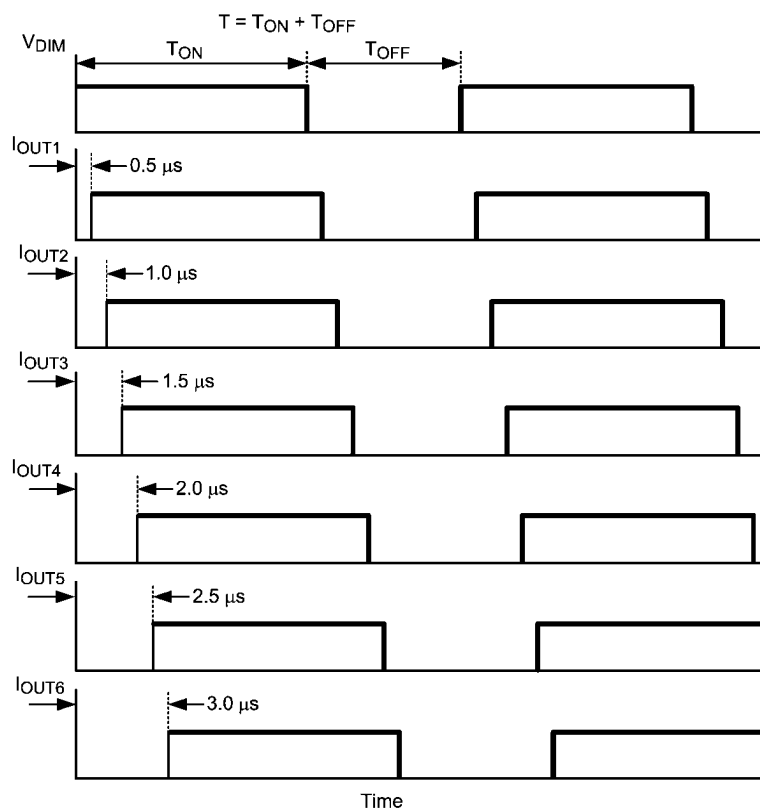 T = TON + TOFF
VDIM
TON
TOFF
IOUT1
0.5 μs
IOUT2
1.0 μs
IOUT3
1.5 μs
IOUT4
2.0 μs
IOUT5
2.5 μs
IOUT6
3.0 μs
Time